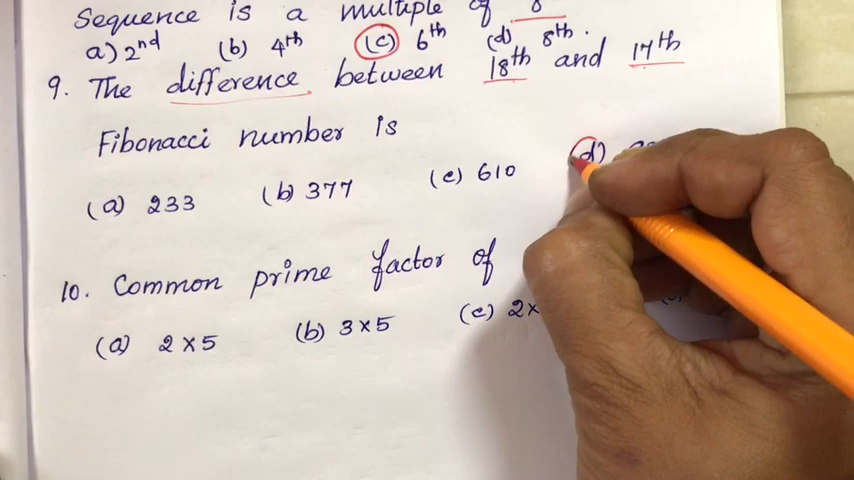 Sequence is a multiple of 8
a) 2nd (b) 4th (c) 6th (d) 8th.
9. The difference between 18th and 17th
Fibonacci number is
(a) 233 (b) 377 (c) 610 (d)
10. Common prime factor of
(a) 2 x 5 (b) 3 x 5 (c) 2 x